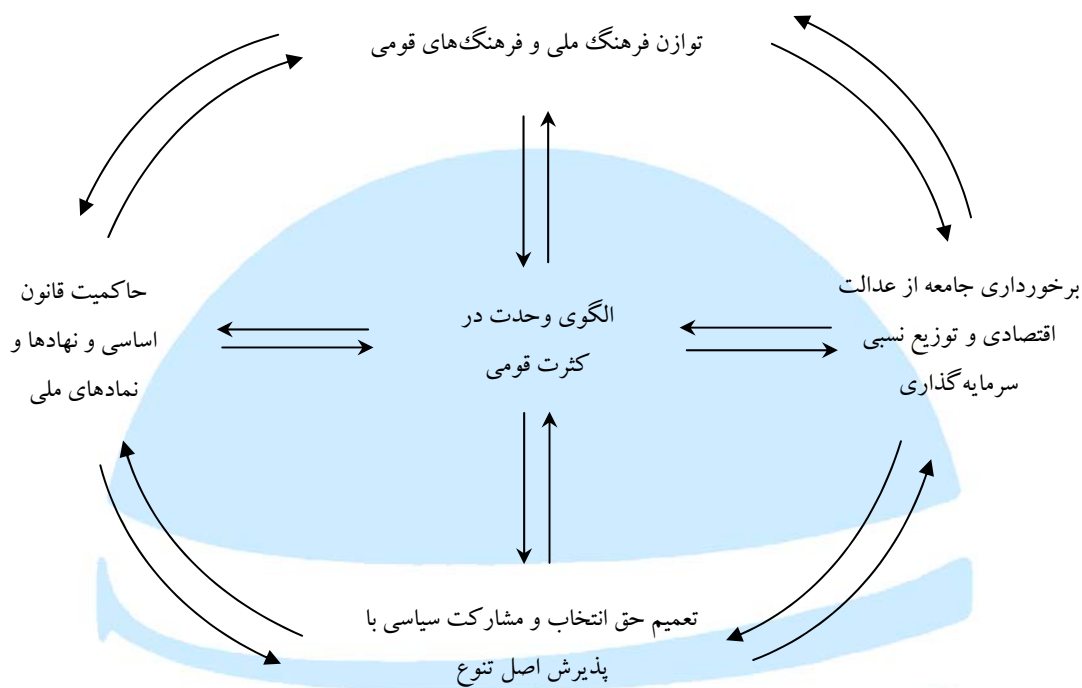 توازن فرهنگ ملی و فرهنگ‌های قومی
برخورداری جامعه از عدالت
اقتصادی و توزیع نسبی
سرمایه‌گذاری
الگوی وحدت در
کثرت قومی
حاکمیت قانون
اساسی و نهادها و
نمادهای ملی
تعمیم حق انتخاب و مشارکت سیاسی با
پذیرش اصل تنوع